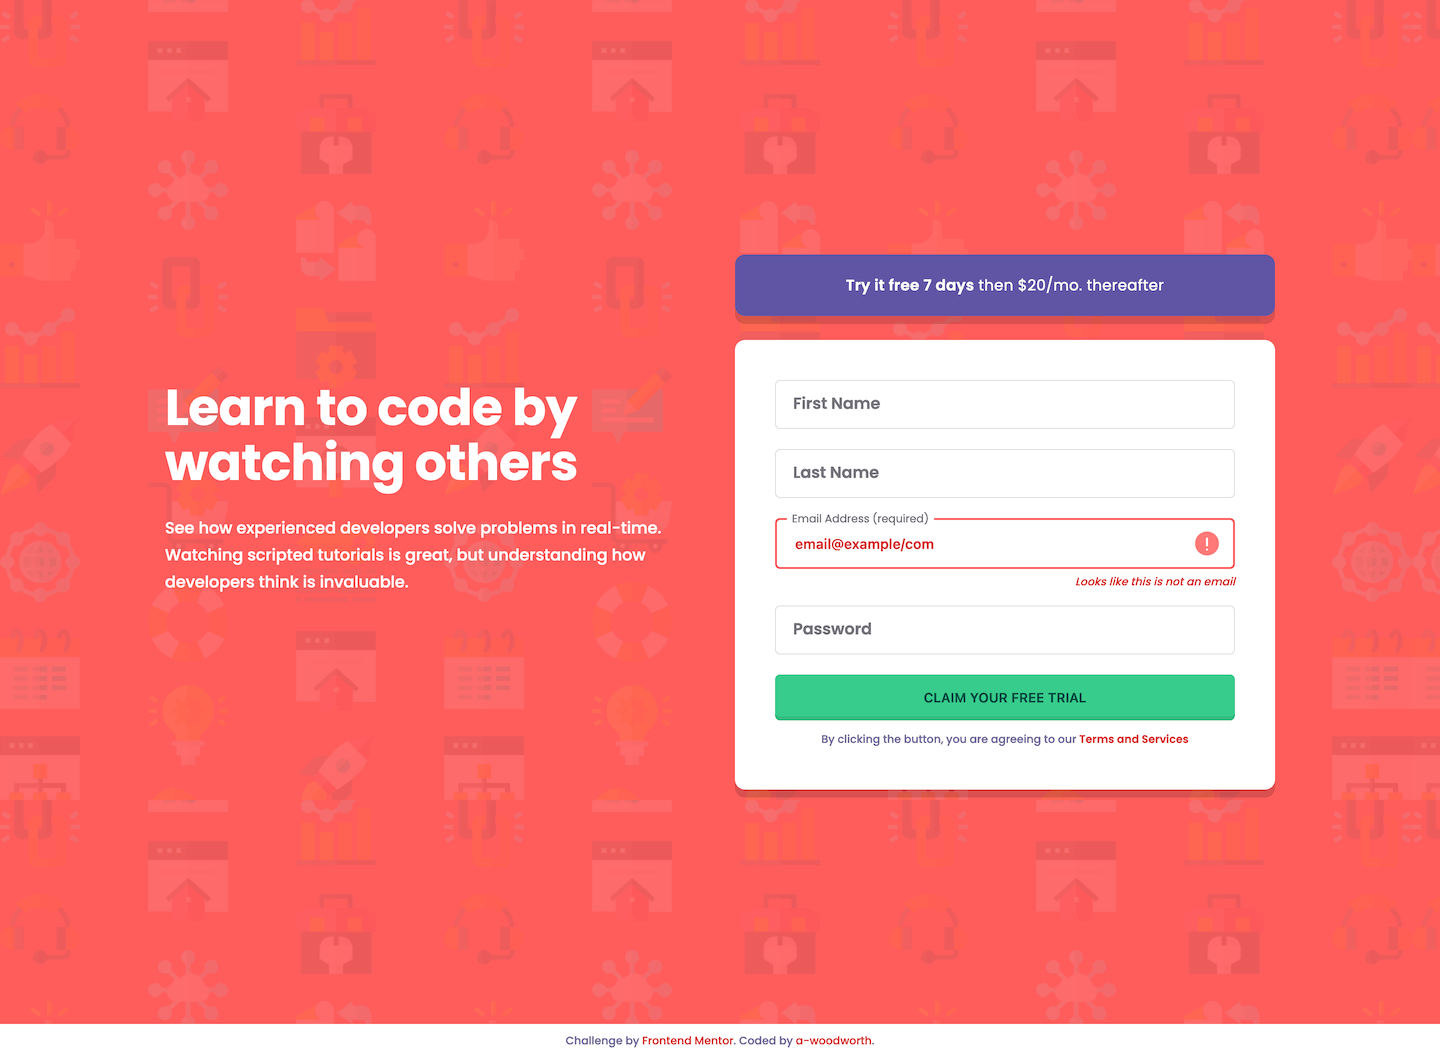 Learn to code by
watching others
See how experienced developers solve problems in real-time.
Watching scripted tutorials is great, but understanding how
developers think is invaluable.
Try it free 7 days then $20/mo. thereafter
First Name
Last Name
Email Address (required)
email@example/com
Looks like this is not an email
Password
CLAIM YOUR FREE TRIAL
By clicking the button, you are agreeing to our Terms and Services
Challenge by Frontend Mentor. Coded by a-woodworth.